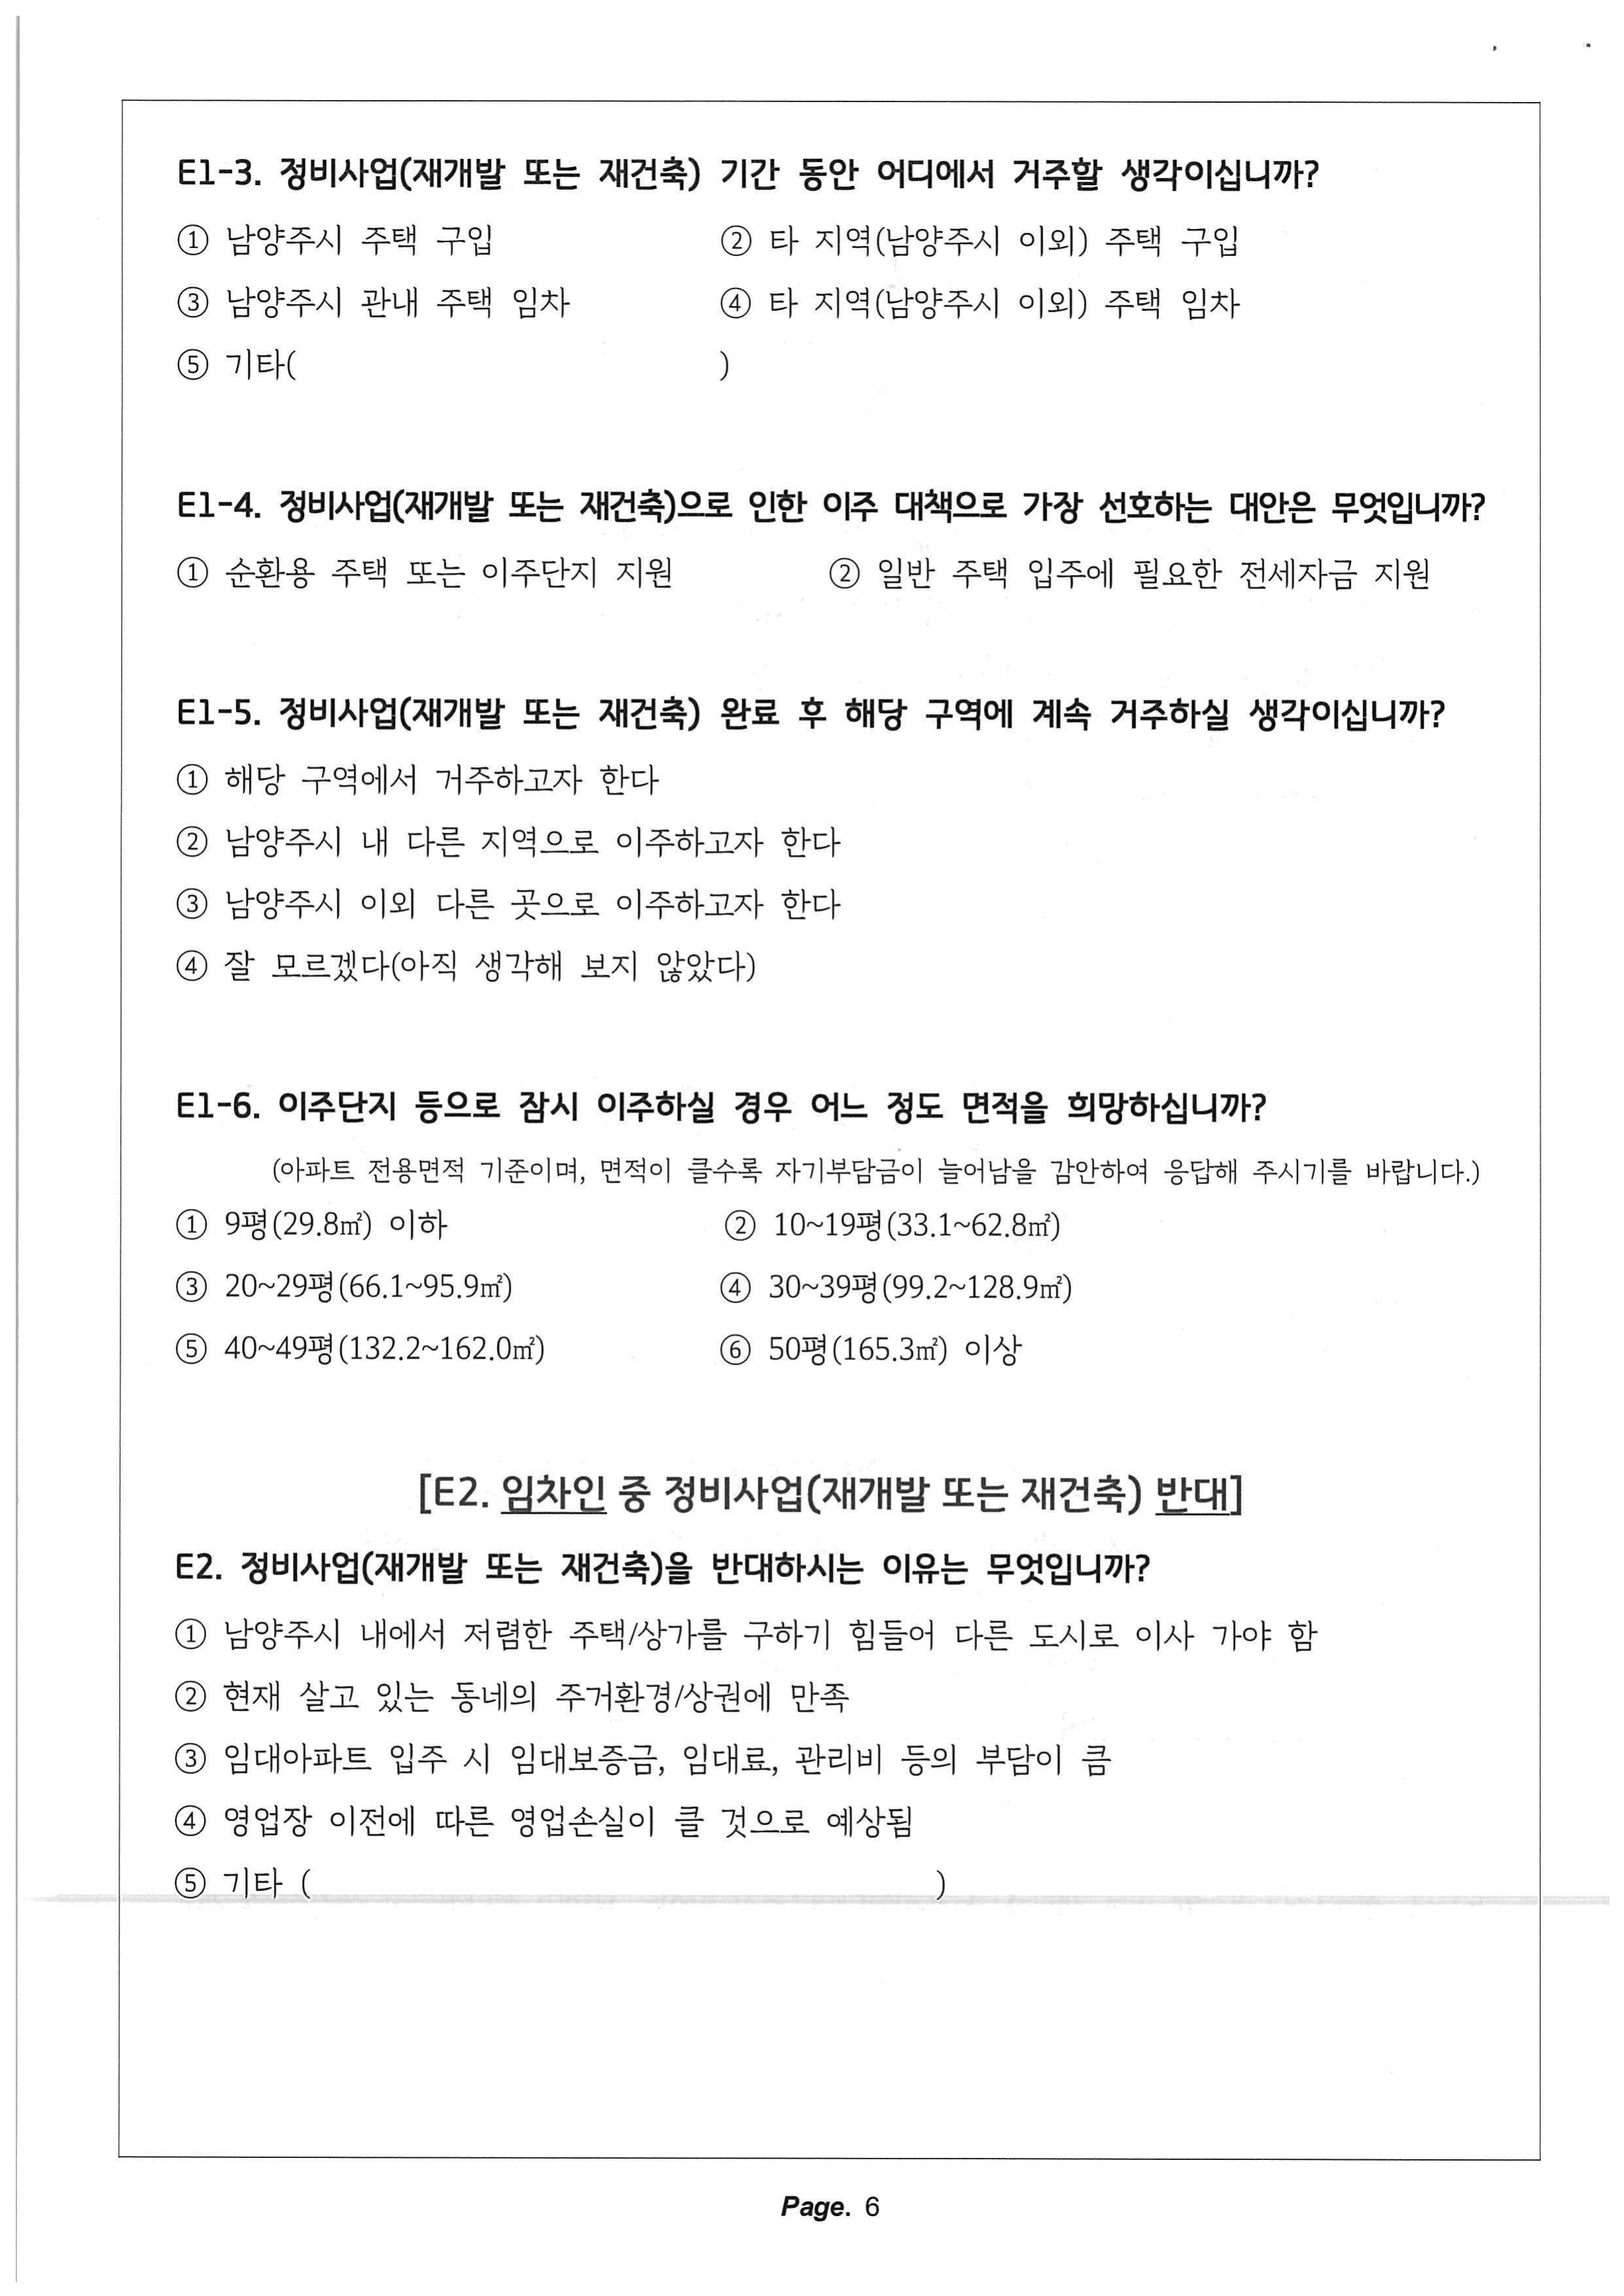 E1-3. 정비사업(재개발 또는 재건축) 기간 동안 어디에서 거주할 생각이십니까?
① 남양주시 주택 구입 ② 타 지역(남양주시 이외) 주택 구입
③ 남양주시 관내 주택 임차 ④ 타 지역(남양주시 이외) 주택 임차
⑤ 기타( )
E1-4. 정비사업(재개발 또는 재건축)으로 인한 이주 대책으로 가장 선호하는 대안은 무엇입니까?
① 순환용 주택 또는 이주단지 지원 ② 일반 주택 입주에 필요한 전세자금 지원
E1-5. 정비사업(재개발 또는 재건축) 완료 후 해당 구역에 계속 거주하실 생각이십니까?
① 해당 구역에서 거주하고자 한다
② 남양주시 내 다른 지역으로 이주하고자 한다
③ 남양주시 이외 다른 곳으로 이주하고자 한다
④ 잘 모르겠다(아직 생각해 보지 않았다)
E1-6. 이주단지 등으로 잠시 이주하실 경우 어느 정도 면적을 희망하십니까?
(아파트 전용면적 기준이며, 면적이 클수록 자기부담금이 늘어남을 감안하여 응답해 주시기를 바랍니다.)
① 9평(29.8㎡) 이하 ② 10~19평(33.1~62.8㎡)
③ 20~29평(66.1~95.9㎡) ④ 30~39평(99.2~128.9㎡)
⑤ 40~49평(132.2~162.0㎡) ⑥ 50평(165.3㎡) 이상
[E2. 임차인 중 정비사업(재개발 또는 재건축) 반대]
E2. 정비사업(재개발 또는 재건축)을 반대하시는 이유는 무엇입니까?
① 남양주시 내에서 저렴한 주택/상가를 구하기 힘들어 다른 도시로 이사 가야 함
② 현재 살고 있는 동네의 주거환경/상권에 만족
③ 임대아파트 입주 시 임대보증금, 임대료, 관리비 등의 부담이 큼
④ 영업장 이전에 따른 영업손실이 클 것으로 예상됨
⑤ 기타 ( )
Page. 6